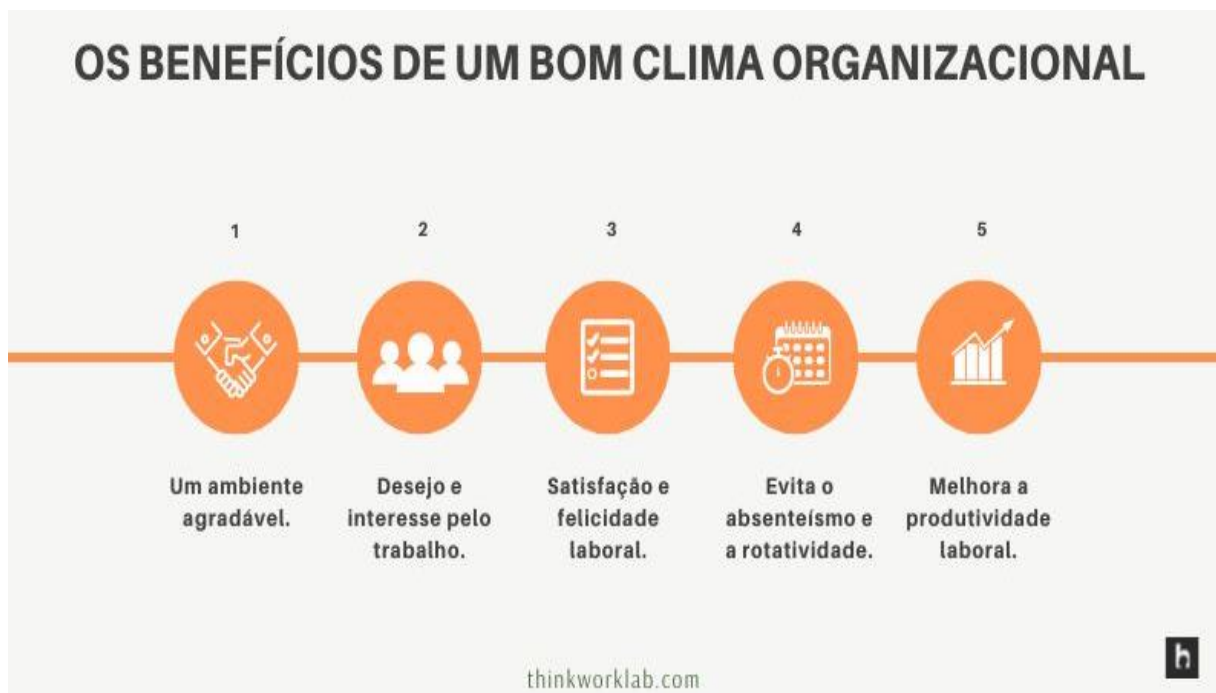 OS BENEFÍCIOS DE UM BOM CLIMA ORGANIZACIONAL
1
2
3
4
5
Um ambiente
agradável.
Desejo e
interesse pelo
trabalho.
Satisfação e
felicidade
laboral.
Evita o
absenteísmo e
a rotatividade.
Melhora a
produtividade
laboral.
thinkworklab.com
h